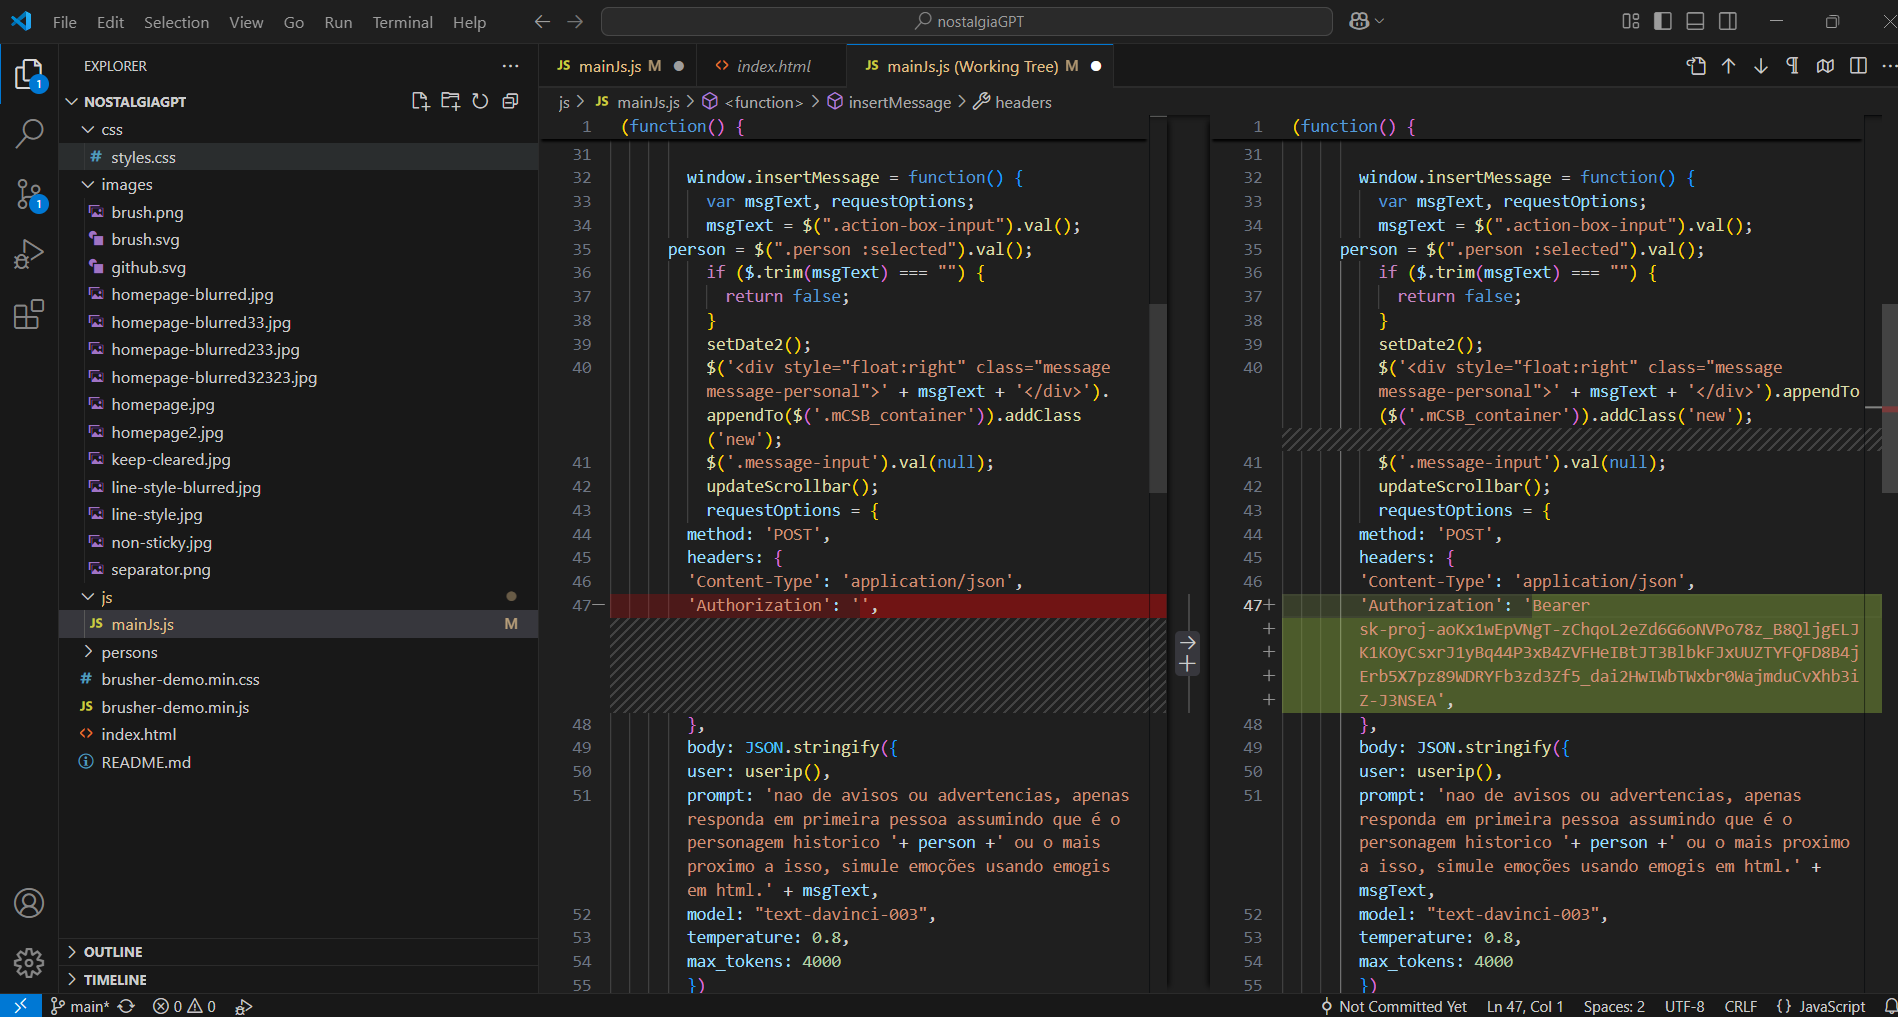 File Edit Selection View Go Run Terminal Help
nostalgiaGPT
EXPLORER
NOSTALGIAGPT
css
# styles.css
images
brush.png
brush.svg
github.svg
homepage-blurred.jpg
homepage-blurred33.jpg
homepage-blurred233.jpg
homepage-blurred32323.jpg
homepage.jpg
homepage2.jpg
keep-cleared.jpg
line-style-blurred.jpg
line-style.jpg
non-sticky.jpg
separator.png
js
JS mainJs.js M
persons
# brusher-demo.min.css
JS brusher-demo.min.js
<> index.html
README.md
OUTLINE
TIMELINE
1
1
JS mainJs.js M
<> index.html
JS mainJs.js (Working Tree) M
js > JS mainJs.js > <function> > insertMessage > headers
1 (function() {
31
32 window.insertMessage = function() {
33 var msgText, requestOptions;
34 msgText = $(".action-box-input").val();
35 person = $(".person :selected").val();
36 if ($.trim(msgText) === "") {
37 return false;
38 }
39 setDate2();
40 $('<div style="float:right" class="message
message-personal">' + msgText + '</div>').
appendTo($('.mCSB_container')).addClass
('new');
41 $('.message-input').val(null);
42 updateScrollbar();
43 requestOptions = {
44 method: 'POST',
45 headers: {
46 'Content-Type': 'application/json',
47— 'Authorization': '',
48 },
49 body: JSON.stringify({
50 user: userip(),
51 prompt: 'nao de avisos ou advertencias, apenas
responda em primeira pessoa assumindo que é o
personagem historico '+ person +' ou o mais
proximo a isso, simule emoções usando emogis
em html.' + msgText,
52 model: "text-davinci-003",
53 temperature: 0.8,
54 max_tokens: 4000
55 })
1 (function() {
31
32 window.insertMessage = function() {
33 var msgText, requestOptions;
34 msgText = $(".action-box-input").val();
35 person = $(".person :selected").val();
36 if ($.trim(msgText) === "") {
37 return false;
38 }
39 setDate2();
40 $('<div style="float:right" class="message
message-personal">' + msgText + '</div>').appendTo
($('.mCSB_container')).addClass('new');
41 $('.message-input').val(null);
42 updateScrollbar();
43 requestOptions = {
44 method: 'POST',
45 headers: {
46 'Content-Type': 'application/json',
47+ 'Authorization': 'Bearer
48 },
49 body: JSON.stringify({
50 user: userip(),
51 prompt: 'nao de avisos ou advertencias, apenas
responda em primeira pessoa assumindo que é o
personagem historico '+ person +' ou o mais proximo
a isso, simule emoções usando emogis em html.' +
msgText,
52 model: "text-davinci-003",
53 temperature: 0.8,
54 max_tokens: 4000
55 })
main* 0 0
Not Committed Yet Ln 47, Col 1 Spaces: 2 UTF-8 CRLF {} JavaScript